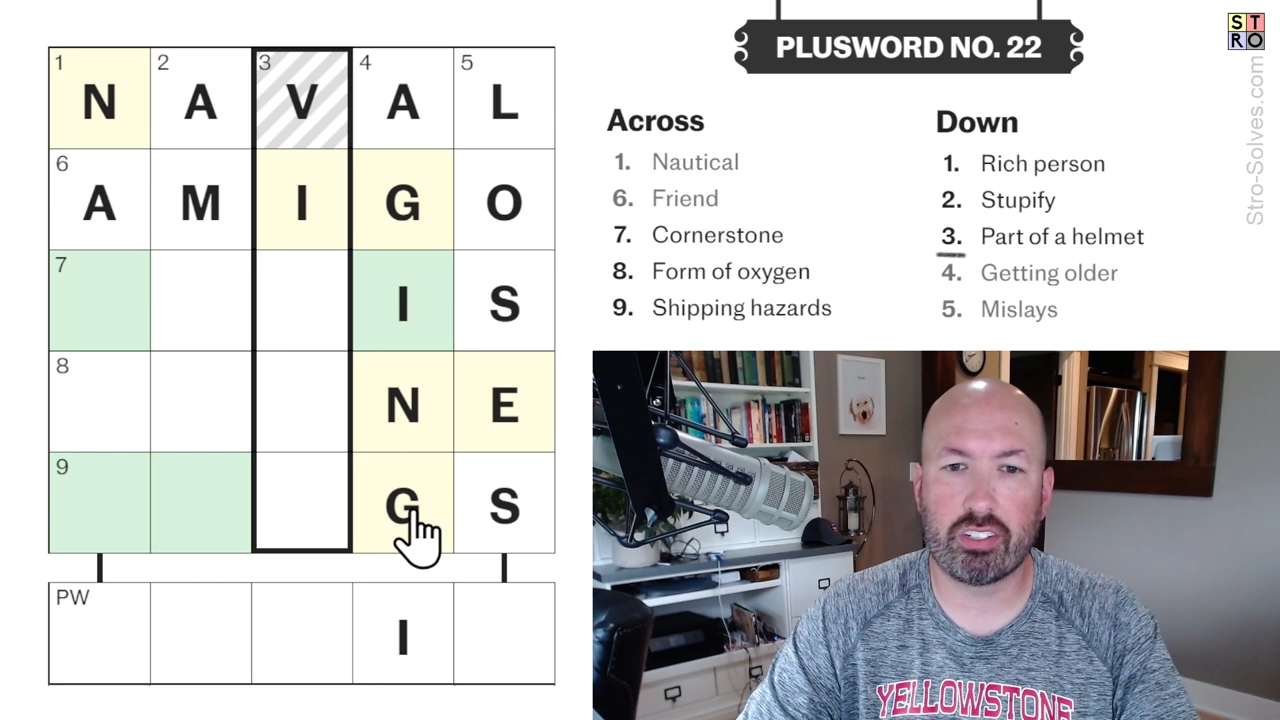 PLUSWORD NO. 22
S T
R O
Stro-Solves.com
1 N 2 A 3 V 4 A 5 L
6 A M I G O
7 I S
8 N E
9 G S
PW I
Across
1. Nautical
6. Friend
7. Cornerstone
8. Form of oxygen
9. Shipping hazards
Down
1. Rich person
2. Stupify
3. Part of a helmet
4. Getting older
5. Mislays
YELLOWSTONE